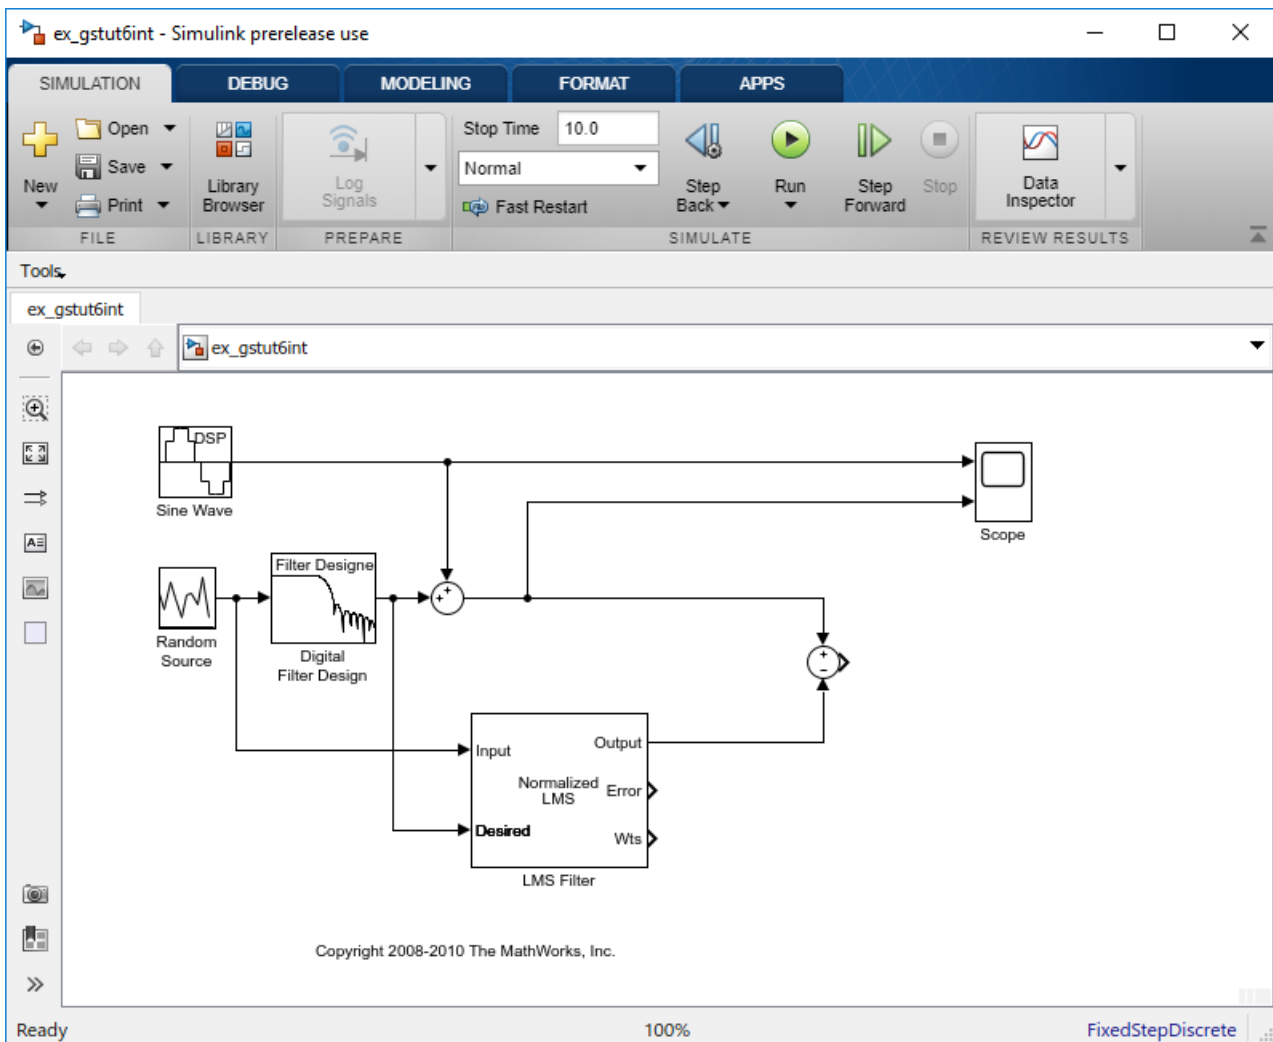 ex_gstut6int - Simulink prerelease use
SIMULATION DEBUG MODELING FORMAT APPS
New
Open
Save
Print
FILE
Library
Browser
LIBRARY
Log
Signals
PREPARE
Stop Time 10.0
Normal
Fast Restart
Step
Back
Run
Step
Forward
Stop
SIMULATE
Data
Inspector
REVIEW RESULTS
Tools
ex_gstut6int
ex_gstut6int
DSP
Sine Wave
Scope
Filter Designe
Random
Source
Digital
Filter Design
+ +
+
−
Input
Output
Normalized
LMS
Error
Desired
Wts
LMS Filter
Copyright 2008-2010 The MathWorks, Inc.
Ready 100% FixedStepDiscrete